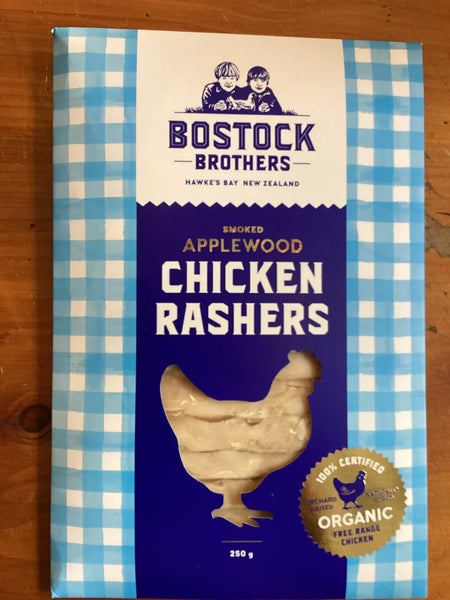 BOSTOCK
BROTHERS
HAWKE'S BAY NEW ZEALAND
SMOKED
APPLEWOOD
CHICKEN
RASHERS
100% CERTIFIED
ORCHARD
RAISED
ORGANIC
FREE RANGE
CHICKEN
250 g